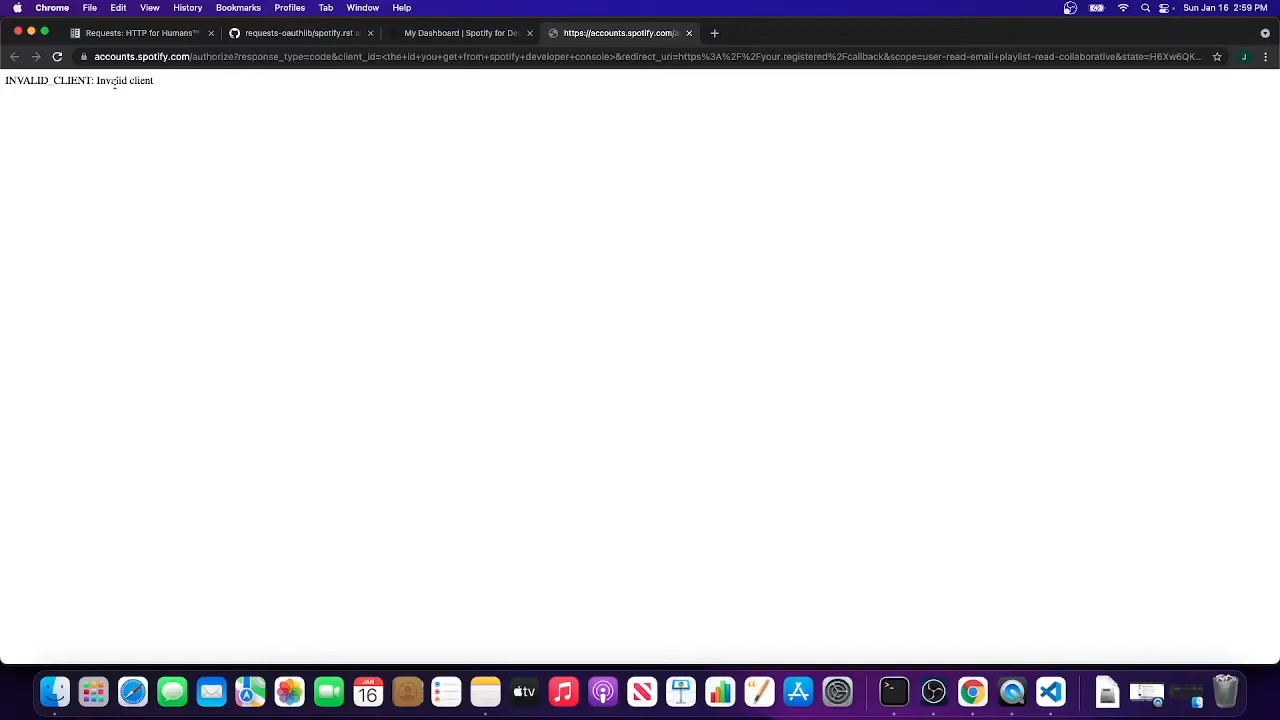 Chrome File Edit View History Bookmarks Profiles Tab Window Help Sun Jan 16 2:59 PM
Requests: HTTP for Humans™ requests-oauthlib/spotify.rst a My Dashboard | Spotify for De https://accounts.spotify.com/a
accounts.spotify.com/authorize?response_type=code&client_id=<the+id+you+get+from+spotify+developer+console>&redirect_uri=https%3A%2F%2Fyour.registered%2Fcallback&scope=user-read-email+playlist-read-collaborative&state=H6Xw6QK... J
INVALID_CLIENT: Invalid client
JAN
16
tv